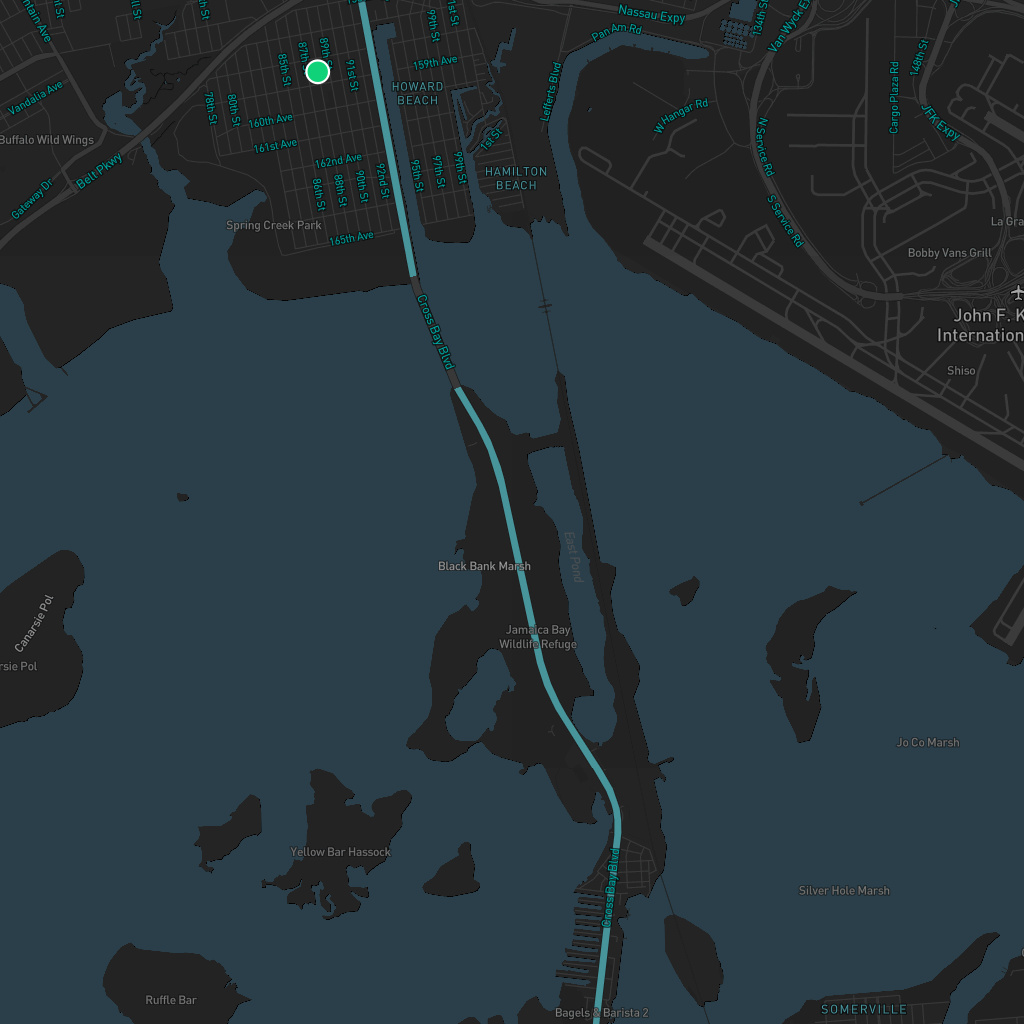 Nassau Expy
PanAm Rd
134th St
Van Wyck Ex
148th St
Cargo Plaza Rd
JFK Expy
99th St
Lefferts Blvd
89th St
87th
85th St
91st St
159th Ave
HOWARD
BEACH
Vandalia Ave
78th St
80th St
160th Ave
161st Ave
W Hangar Rd
N Service Rd
1st St
Buffalo Wild Wings
Belt Pkwy
Gateway Dr
162nd Ave
92nd St
95th St
97th St
99th St
HAMILTON
BEACH
86th St
88th St
90th St
S Service Rd
Spring Creek Park
165th Ave
La Gra
Bobby Vans Grill
Cross Bay Blvd
John F. K
Internation
Shiso
East Pond
Black Bank Marsh
Canarsie Pol
rsie Pol
Jamaica Bay
Wildlife Refuge
Jo Co Marsh
Yellow Bar Hassock
Cross Bay Blvd
Silver Hole Marsh
Ruffle Bar
Bagels & Barista 2
SOMERVILLE